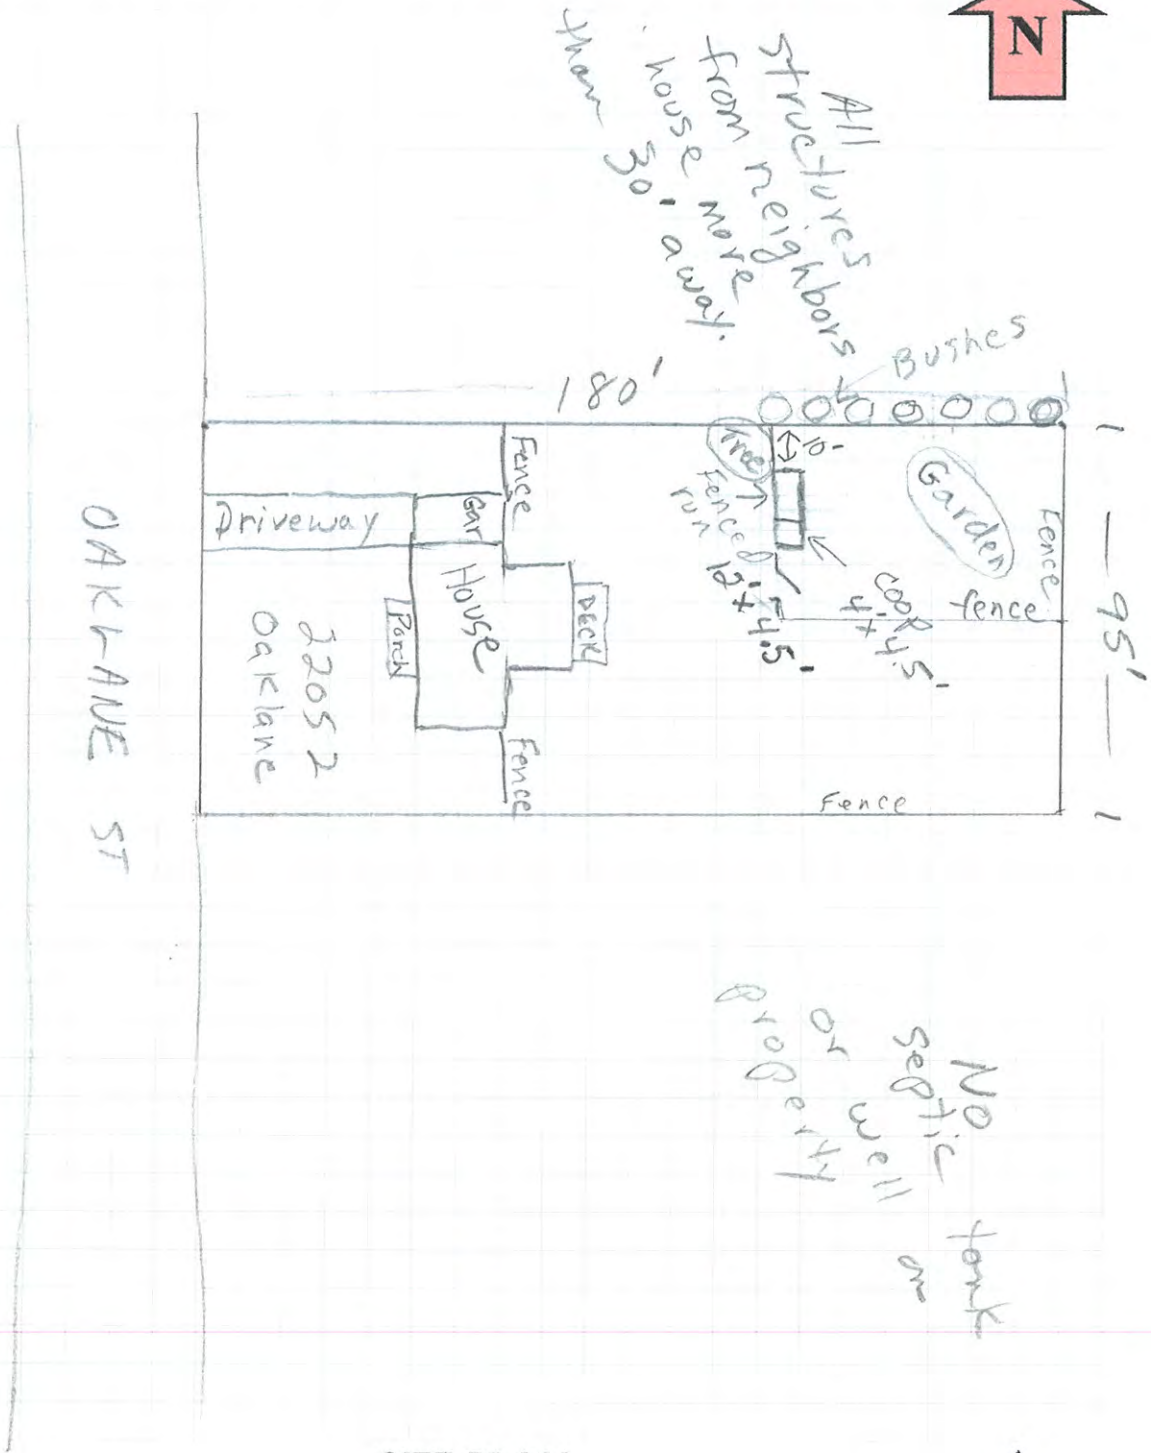 N
All
structures
from neighbors
house more
than 30' away.
Bushes
180'
Tree
10'
Fenced
run
12' x 4.5'
Coop
4' x 4.5'
Garden
Fence
fence
— 95' —
Fence
Driveway
Gar
House
Deck
Porch
22052
Oaklane
Fence
Fence
OAKLANE ST
No
septic tank
or well on
property